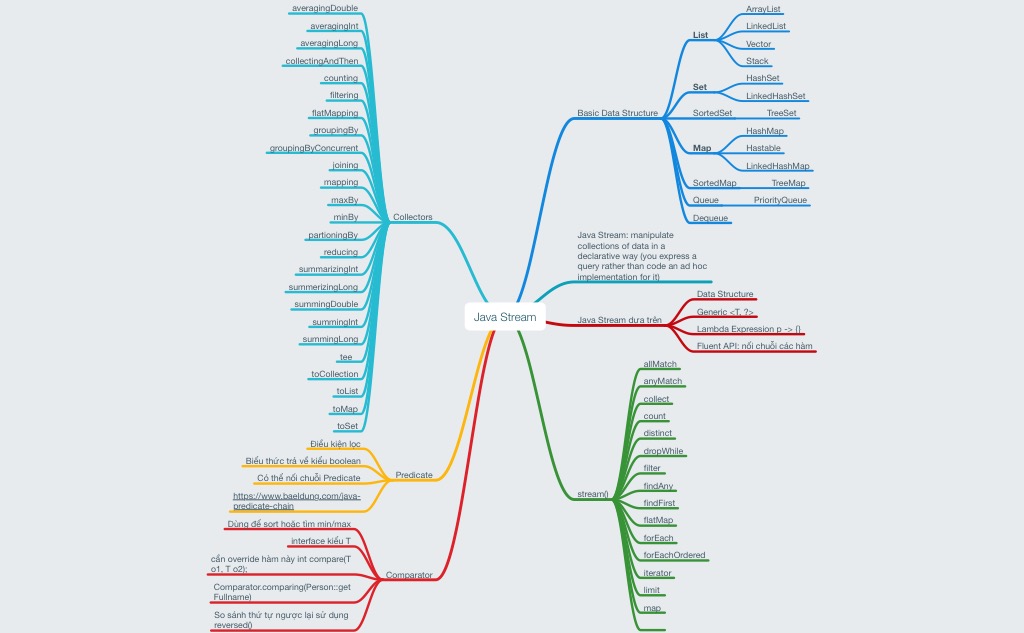 Java Stream
Collectors
averagingDouble
averagingInt
averagingLong
collectingAndThen
counting
filtering
flatMapping
groupingBy
groupingByConcurrent
joining
mapping
maxBy
minBy
partioningBy
reducing
summarizingInt
summerizingLong
summingDouble
summingInt
summingLong
tee
toCollection
toList
toMap
toSet
Predicate
Điều kiện lọc
Biểu thức trả về kiểu boolean
Có thể nối chuỗi Predicate
https://www.baeldung.com/java-
predicate-chain
Comparator
Dùng để sort hoặc tìm min/max
interface kiểu T
cần override hàm này int compare(T
o1, T o2);
Comparator.comparing(Person::get
Fullname)
So sánh thứ tự ngược lại sử dụng
reversed()
Basic Data Structure
List
ArrayList
LinkedList
Vector
Stack
Set
HashSet
LinkedHashSet
SortedSet
TreeSet
Map
HashMap
Hastable
LinkedHashMap
SortedMap
TreeMap
Queue
PriorityQueue
Dequeue
Java Stream: manipulate
collections of data in a
declarative way (you express a
query rather than code an ad hoc
implementation for it)
Java Stream dựa trên
Data Structure
Generic <T, ?>
Lambda Expression p -> {}
Fluent API: nối chuỗi các hàm
stream()
allMatch
anyMatch
collect
count
distinct
dropWhile
filter
findAny
findFirst
flatMap
forEach
forEachOrdered
iterator
limit
map